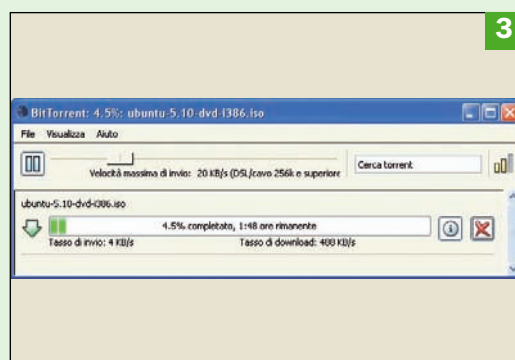 3
BitTorrent: 4.5%: ubuntu-5.10-dvd-i386.iso
File Visualizza Aiuto
Velocità massima di invio: 20 KB/s (DSL/cavo 256k e superiore
Cerca torrent
ubuntu-5.10-dvd-i386.iso
4.5% completato, 1:48 ore rimanente
Tasso di invio: 4 KB/s Tasso di download: 408 KB/s